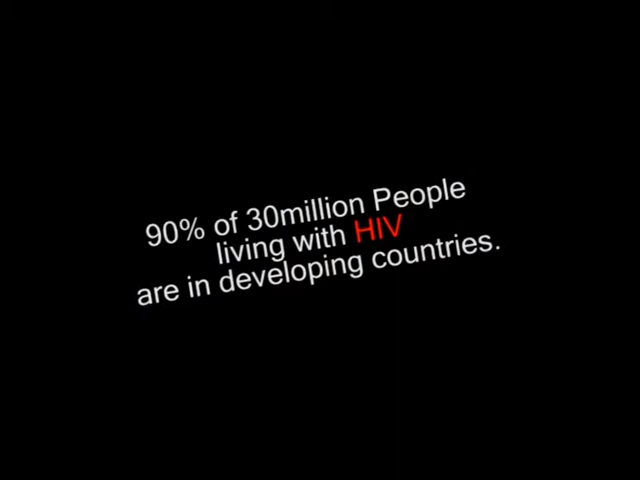 90% of 30million People
living with HIV
are in developing countries.